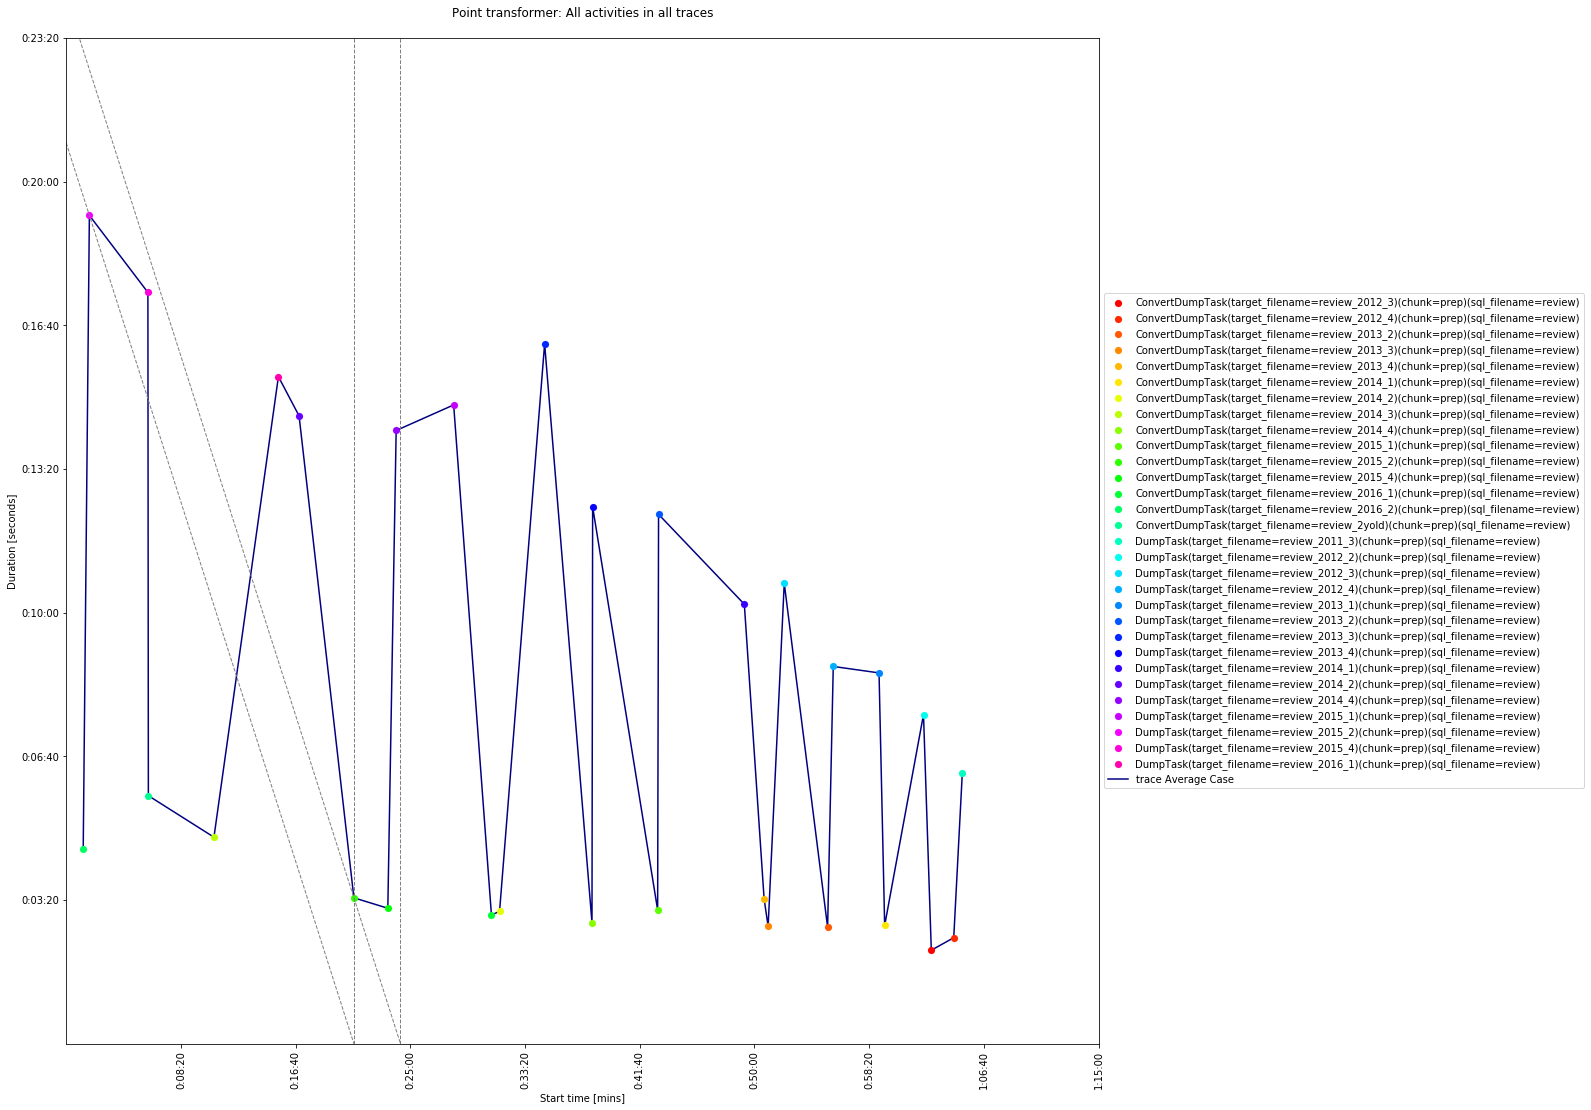 Point transformer: All activities in all traces
0:23:20
0:20:00
0:16:40
0:13:20
0:10:00
0:06:40
0:03:20
Duration [seconds]
0:08:20
0:16:40
0:25:00
0:33:20
0:41:40
0:50:00
0:58:20
1:06:40
1:15:00
Start time [mins]
ConvertDumpTask(target_filename=review_2012_3)(chunk=prep)(sql_filename=review)
ConvertDumpTask(target_filename=review_2012_4)(chunk=prep)(sql_filename=review)
ConvertDumpTask(target_filename=review_2013_2)(chunk=prep)(sql_filename=review)
ConvertDumpTask(target_filename=review_2013_3)(chunk=prep)(sql_filename=review)
ConvertDumpTask(target_filename=review_2013_4)(chunk=prep)(sql_filename=review)
ConvertDumpTask(target_filename=review_2014_1)(chunk=prep)(sql_filename=review)
ConvertDumpTask(target_filename=review_2014_2)(chunk=prep)(sql_filename=review)
ConvertDumpTask(target_filename=review_2014_3)(chunk=prep)(sql_filename=review)
ConvertDumpTask(target_filename=review_2014_4)(chunk=prep)(sql_filename=review)
ConvertDumpTask(target_filename=review_2015_1)(chunk=prep)(sql_filename=review)
ConvertDumpTask(target_filename=review_2015_2)(chunk=prep)(sql_filename=review)
ConvertDumpTask(target_filename=review_2015_4)(chunk=prep)(sql_filename=review)
ConvertDumpTask(target_filename=review_2016_1)(chunk=prep)(sql_filename=review)
ConvertDumpTask(target_filename=review_2016_2)(chunk=prep)(sql_filename=review)
ConvertDumpTask(target_filename=review_2yold)(chunk=prep)(sql_filename=review)
DumpTask(target_filename=review_2011_3)(chunk=prep)(sql_filename=review)
DumpTask(target_filename=review_2012_2)(chunk=prep)(sql_filename=review)
DumpTask(target_filename=review_2012_3)(chunk=prep)(sql_filename=review)
DumpTask(target_filename=review_2012_4)(chunk=prep)(sql_filename=review)
DumpTask(target_filename=review_2013_1)(chunk=prep)(sql_filename=review)
DumpTask(target_filename=review_2013_2)(chunk=prep)(sql_filename=review)
DumpTask(target_filename=review_2013_3)(chunk=prep)(sql_filename=review)
DumpTask(target_filename=review_2013_4)(chunk=prep)(sql_filename=review)
DumpTask(target_filename=review_2014_1)(chunk=prep)(sql_filename=review)
DumpTask(target_filename=review_2014_2)(chunk=prep)(sql_filename=review)
DumpTask(target_filename=review_2014_4)(chunk=prep)(sql_filename=review)
DumpTask(target_filename=review_2015_1)(chunk=prep)(sql_filename=review)
DumpTask(target_filename=review_2015_2)(chunk=prep)(sql_filename=review)
DumpTask(target_filename=review_2015_4)(chunk=prep)(sql_filename=review)
DumpTask(target_filename=review_2016_1)(chunk=prep)(sql_filename=review)
trace Average Case